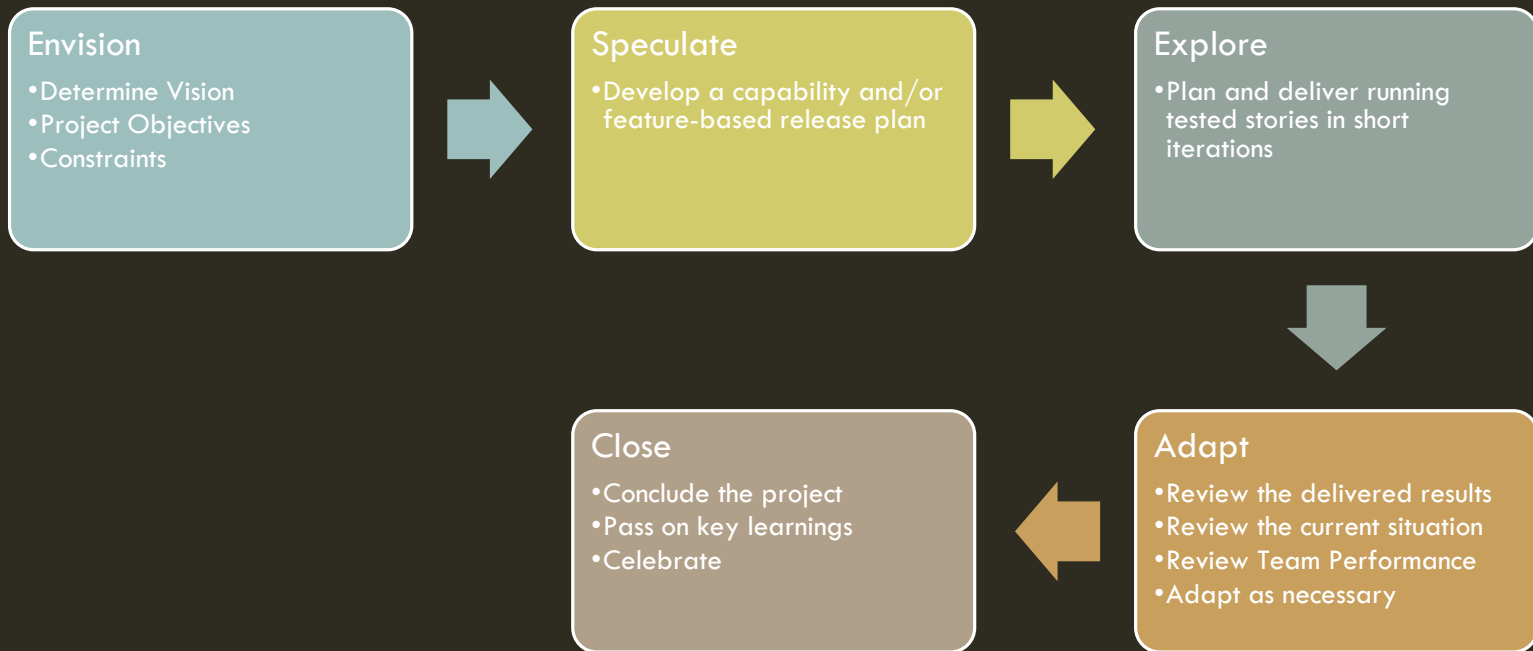 Envision
•Determine Vision
•Project Objectives
•Constraints
Speculate
•Develop a capability and/or
feature-based release plan
Explore
•Plan and deliver running
tested stories in short
iterations
Adapt
•Review the delivered results
•Review the current situation
•Review Team Performance
•Adapt as necessary
Close
•Conclude the project
•Pass on key learnings
•Celebrate